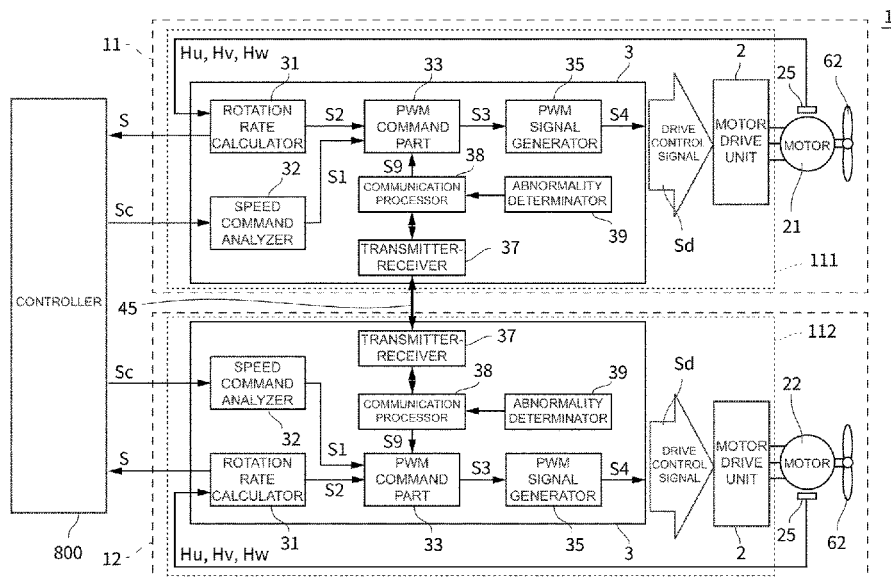 1
11
Hu, Hv, Hw
31
33
35
3
2
25
62
S
ROTATION
RATE
CALCULATOR
S2
PWM
COMMAND
PART
S3
PWM
SIGNAL
GENERATOR
S4
DRIVE
CONTROL
SIGNAL
MOTOR
DRIVE
UNIT
MOTOR
32
S1
S9
38
Sc
SPEED
COMMAND
ANALYZER
COMMUNICATION
PROCESSOR
ABNORMALITY
DETERMINATOR
39
Sd
21
TRANSMITTER-
RECEIVER
37
111
CONTROLLER
45
TRANSMITTER-
RECEIVER
37
112
Sc
SPEED
COMMAND
ANALYZER
38
39
Sd
22
COMMUNICATION
PROCESSOR
ABNORMALITY
DETERMINATOR
32
S1
S9
S
ROTATION
RATE
CALCULATOR
S2
PWM
COMMAND
PART
S3
PWM
SIGNAL
GENERATOR
S4
DRIVE
CONTROL
SIGNAL
MOTOR
DRIVE
UNIT
MOTOR
25
800
12
Hu, Hv, Hw
31
33
35
3
2
62